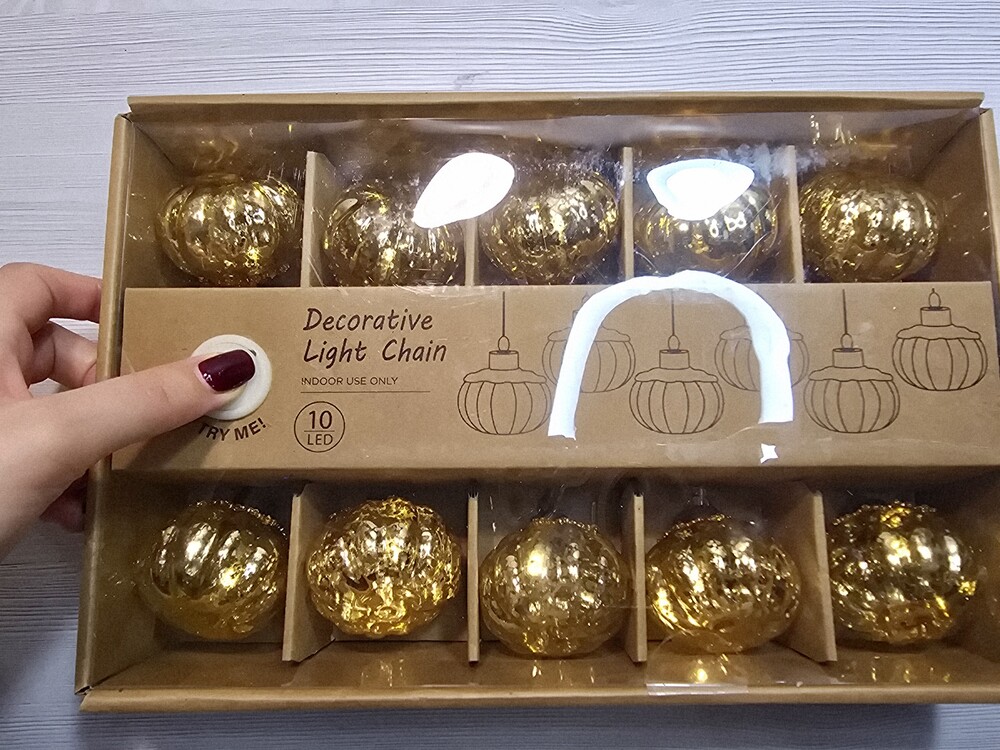 Decorative
Light Chain
INDOOR USE ONLY
10
LED
TRY ME!